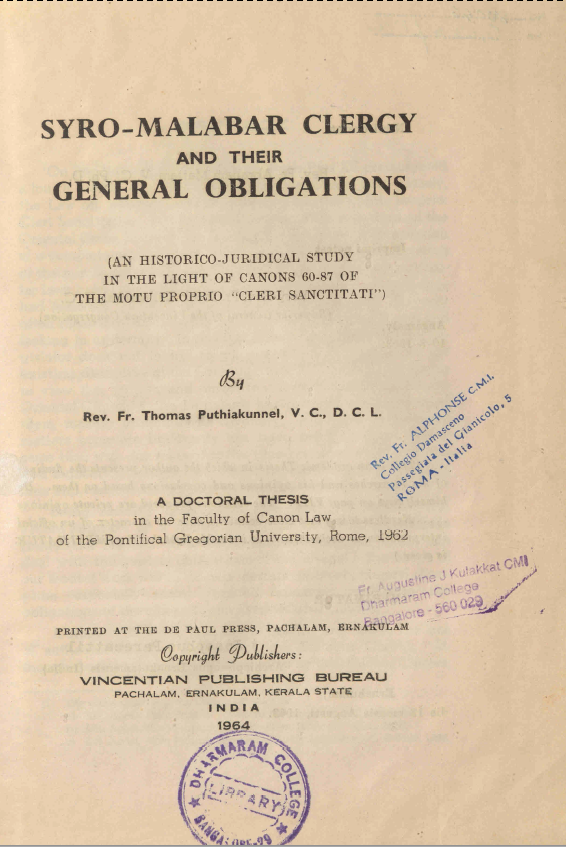 SYRO-MALABAR CLERGY
AND THEIR
GENERAL OBLIGATIONS
(AN HISTORICO-JURIDICAL STUDY
IN THE LIGHT OF CANONS 60-87 OF
THE MOTU PROPRIO "CLERI SANCTITATI")
By
Rev. Fr. Thomas Puthiakunnel, V. C., D. C. L.
Rev. Fr. ALPHONSE C.M.I.
Collegio Damasceno
Passegiata del Gianicolo, 5
ROMA - Italia
A DOCTORAL THESIS
in the Faculty of Canon Law
of the Pontifical Gregorian University, Rome, 1962
Fr. Augustine J Kulakkat CMI
Dharmaram College
Bangalore - 560 029
PRINTED AT THE DE PAUL PRESS, PACHALAM, ERNAKULAM
Copyright Publishers:
VINCENTIAN PUBLISHING BUREAU
PACHALAM, ERNAKULAM, KERALA STATE
INDIA
1964
DHARMARAM COLLEGE
LIBRARY
BANGALORE-29